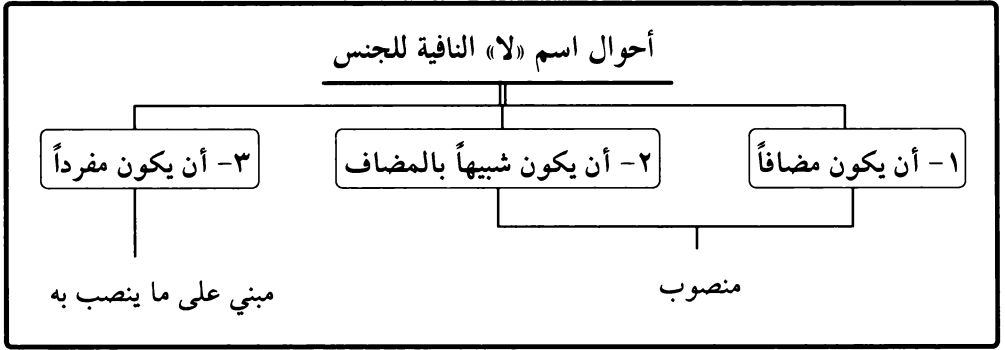 أحوال اسم «لا» النافية للجنس
١- أن يكون مضافاً
٢- أن يكون شبيهاً بالمضاف
٣- أن يكون مفرداً
منصوب
مبني على ما ينصب به